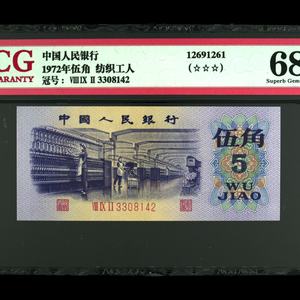 CG
ARANTY
中国人民银行
1972年伍角 纺织工人
冠号：Ⅷ Ⅸ Ⅱ 3308142
12691261
(☆☆☆)
68
Superb Gem
中国人民银行
伍角
5
WU
JIAO
Ⅷ Ⅸ Ⅱ 3308142